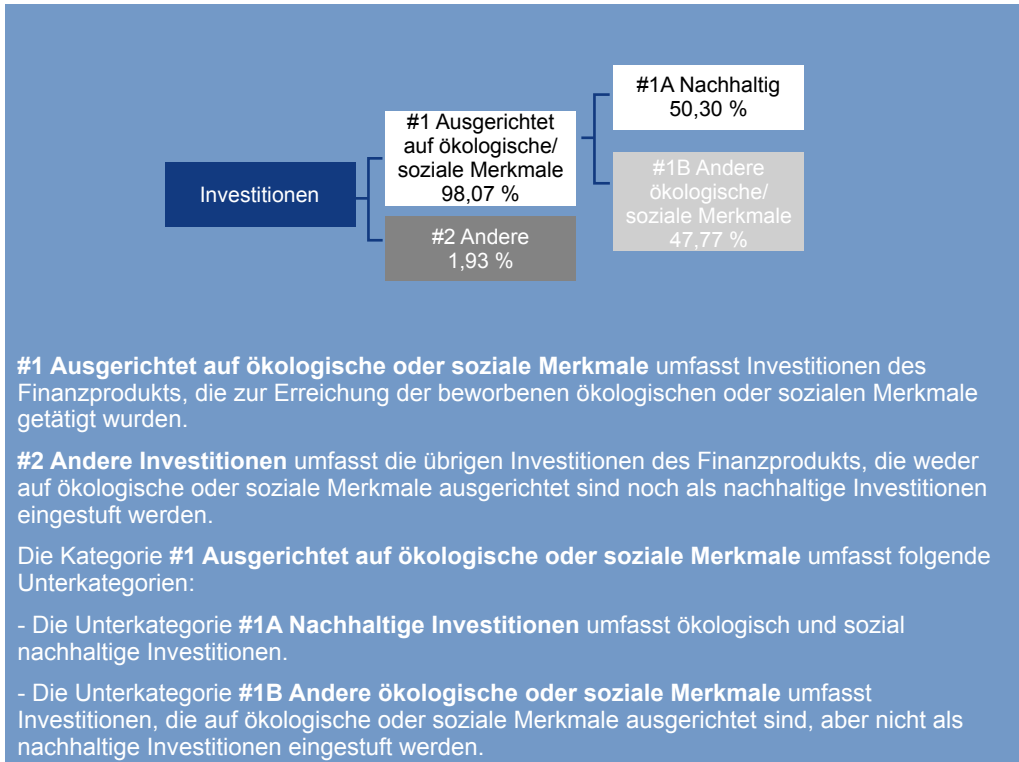 #1A Nachhaltig
50,30 %
#1 Ausgerichtet
auf ökologische/
soziale Merkmale
98,07 %
#1B Andere
ökologische/
soziale Merkmale
47,77 %
Investitionen
#2 Andere
1,93 %
#1 Ausgerichtet auf ökologische oder soziale Merkmale umfasst Investitionen des
Finanzprodukts, die zur Erreichung der beworbenen ökologischen oder sozialen Merkmale
getätigt wurden.
#2 Andere Investitionen umfasst die übrigen Investitionen des Finanzprodukts, die weder
auf ökologische oder soziale Merkmale ausgerichtet sind noch als nachhaltige Investitionen
eingestuft werden.
Die Kategorie #1 Ausgerichtet auf ökologische oder soziale Merkmale umfasst folgende
Unterkategorien:
- Die Unterkategorie #1A Nachhaltige Investitionen umfasst ökologisch und sozial
nachhaltige Investitionen.
- Die Unterkategorie #1B Andere ökologische oder soziale Merkmale umfasst
Investitionen, die auf ökologische oder soziale Merkmale ausgerichtet sind, aber nicht als
nachhaltige Investitionen eingestuft werden.